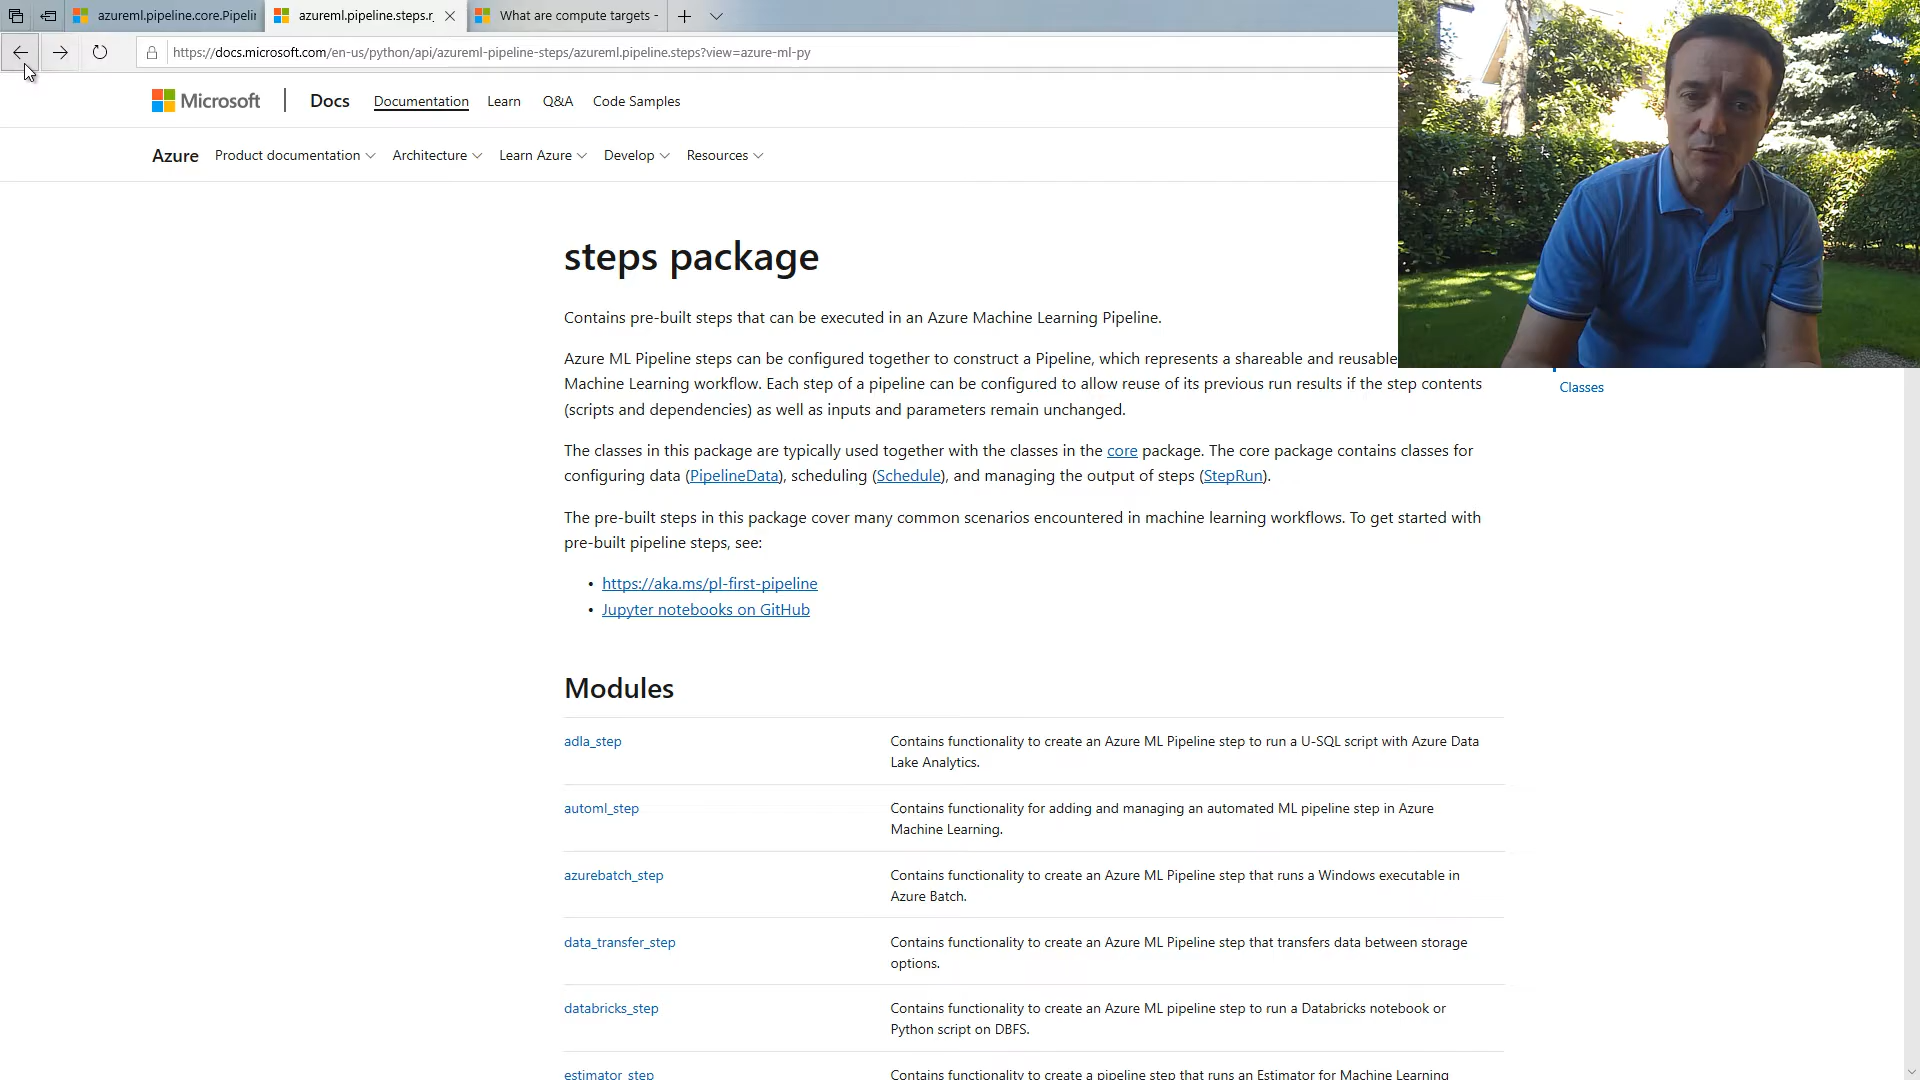 azureml.pipeline.core.Pipelin
azureml.pipeline.steps.r
What are compute targets -
https://docs.microsoft.com/en-us/python/api/azureml-pipeline-steps/azureml.pipeline.steps?view=azure-ml-py
Microsoft
Docs
Documentation
Learn
Q&A
Code Samples
Azure
Product documentation
Architecture
Learn Azure
Develop
Resources
steps package
Contains pre-built steps that can be executed in an Azure Machine Learning Pipeline.
Azure ML Pipeline steps can be configured together to construct a Pipeline, which represents a shareable and reusable
Machine Learning workflow. Each step of a pipeline can be configured to allow reuse of its previous run results if the step contents
(scripts and dependencies) as well as inputs and parameters remain unchanged.
Classes
The classes in this package are typically used together with the classes in the core package. The core package contains classes for
configuring data (PipelineData), scheduling (Schedule), and managing the output of steps (StepRun).
The pre-built steps in this package cover many common scenarios encountered in machine learning workflows. To get started with
pre-built pipeline steps, see:
• https://aka.ms/pl-first-pipeline
• Jupyter notebooks on GitHub
Modules
adla_step
Contains functionality to create an Azure ML Pipeline step to run a U-SQL script with Azure Data
Lake Analytics.
automl_step
Contains functionality for adding and managing an automated ML pipeline step in Azure
Machine Learning.
azurebatch_step
Contains functionality to create an Azure ML Pipeline step that runs a Windows executable in
Azure Batch.
data_transfer_step
Contains functionality to create an Azure ML Pipeline step that transfers data between storage
options.
databricks_step
Contains functionality to create an Azure ML pipeline step to run a Databricks notebook or
Python script on DBFS.
estimator_step
Contains functionality to create a pipeline step that runs an Estimator for Machine Learning